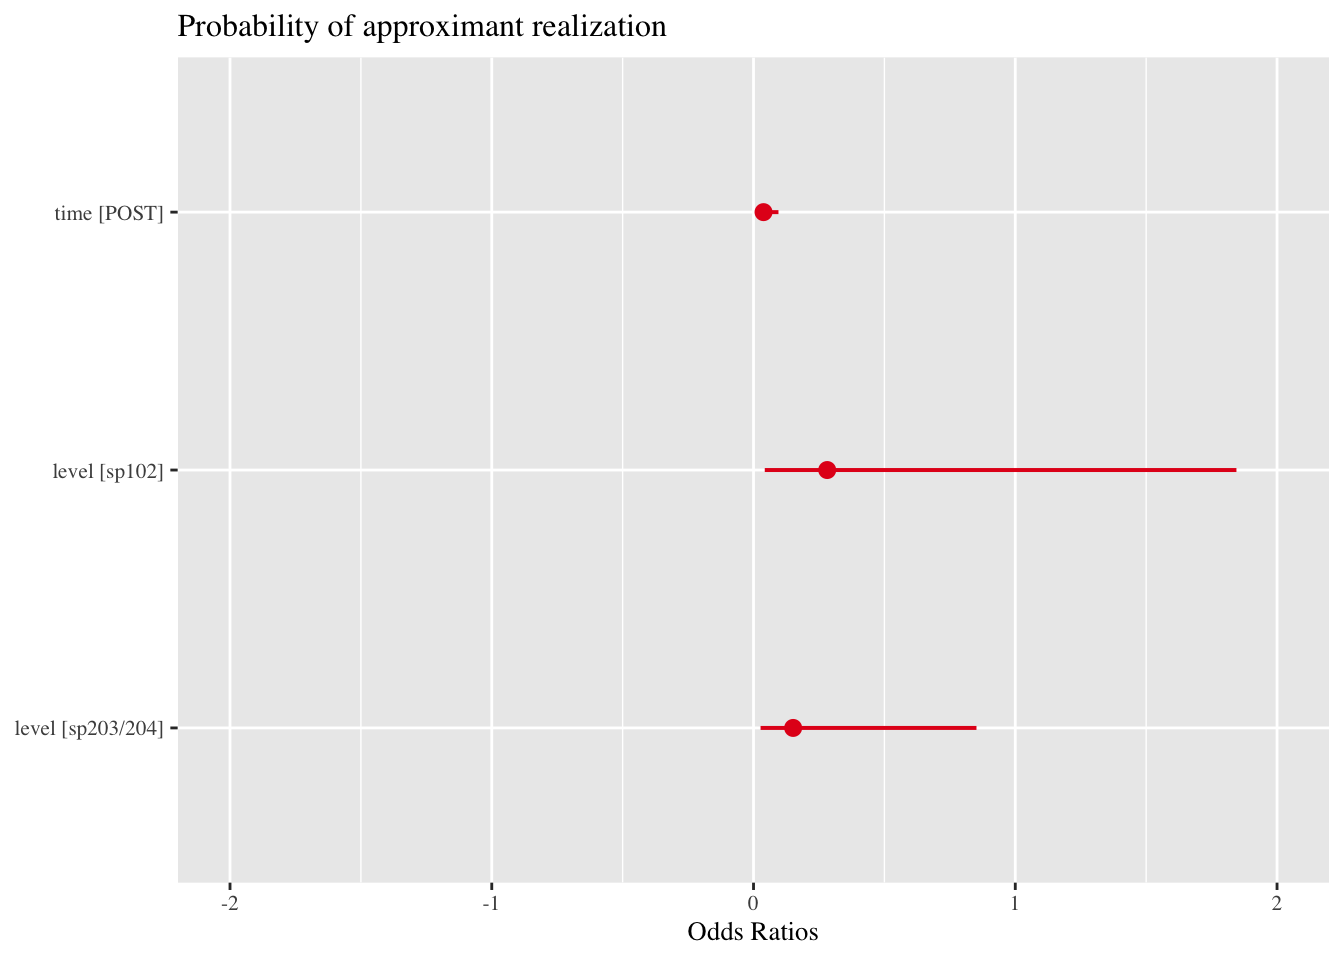 Probability of approximant realization
time [POST]
level [sp102]
level [sp203/204]
-2
-1
0
1
2
Odds Ratios